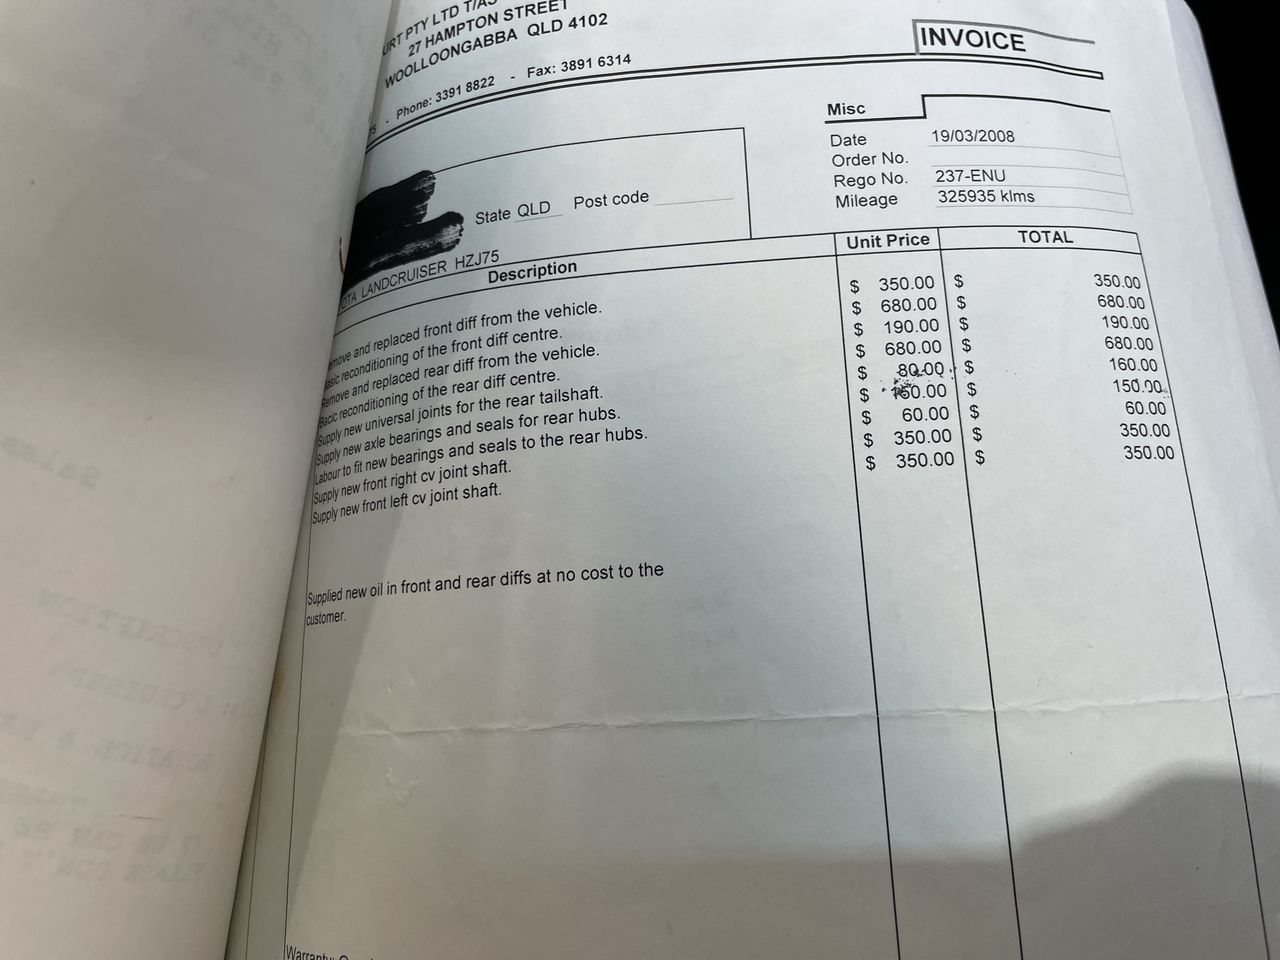 PTY LTD T/AS
27 HAMPTON STREET
WOOLLOONGABBA QLD 4102
INVOICE
- Phone: 3391 8822 - Fax: 3891 6314
Misc
Date 19/03/2008
Order No.
Rego No. 237-ENU
Mileage 325935 klms
State QLD Post code
LANDCRUISER HZJ75
Description Unit Price TOTAL
and replaced front diff from the vehicle. $ 350.00 $ 350.00
reconditioning of the front diff centre. $ 680.00 $ 680.00
Remove and replaced rear diff from the vehicle. $ 190.00 $ 190.00
Basic reconditioning of the rear diff centre. $ 680.00 $ 680.00
Supply new universal joints for the rear tailshaft. $ 80.00 $ 160.00
Supply new axle bearings and seals for rear hubs. $ 150.00 $ 150.00
Labour to fit new bearings and seals to the rear hubs. $ 60.00 $ 60.00
Supply new front right cv joint shaft. $ 350.00 $ 350.00
Supply new front left cv joint shaft. $ 350.00 $ 350.00
Supplied new oil in front and rear diffs at no cost to the
customer.
Warranty: